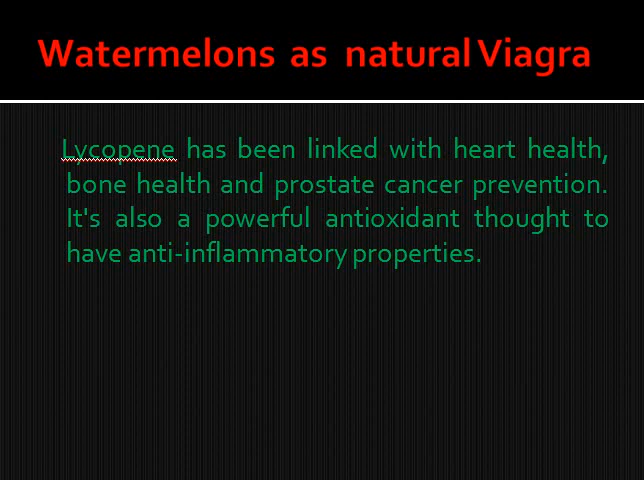 Watermelons as natural Viagra
Lycopene has been linked with heart health,
bone health and prostate cancer prevention.
It's also a powerful antioxidant thought to
have anti-inflammatory properties.